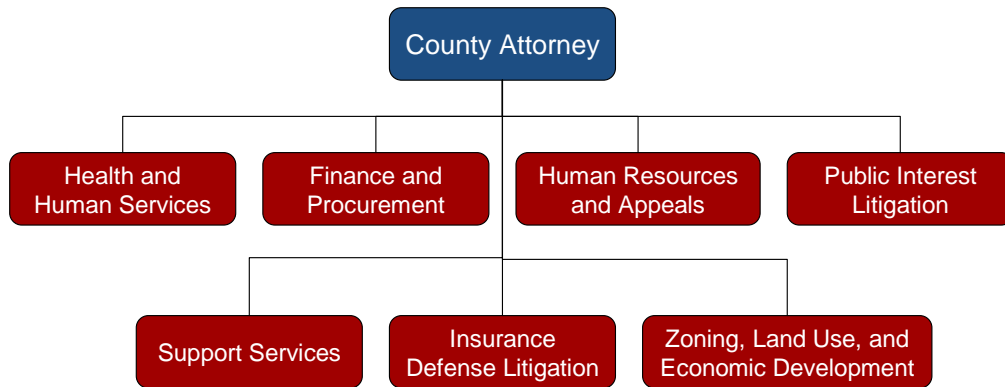 County Attorney
Health and
Human Services
Finance and
Procurement
Human Resources
and Appeals
Public Interest
Litigation
Support Services
Insurance
Defense Litigation
Zoning, Land Use, and
Economic Development